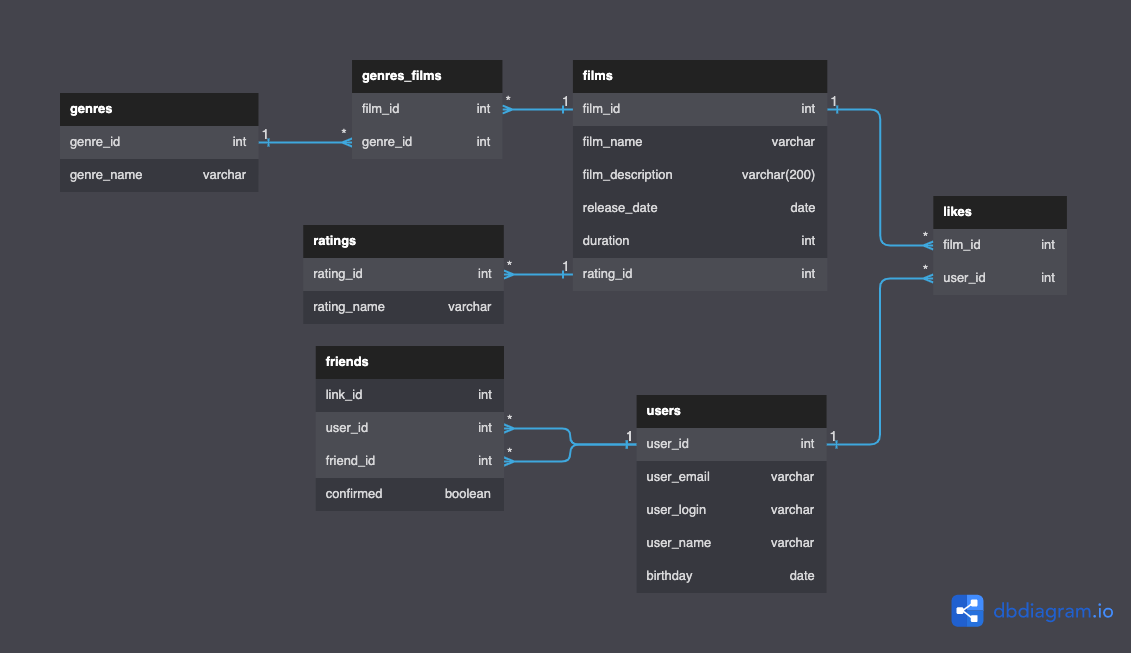 genres
genre_id int
genre_name varchar
genres_films
film_id int
genre_id int
films
film_id int
film_name varchar
film_description varchar(200)
release_date date
duration int
rating_id int
ratings
rating_id int
rating_name varchar
friends
link_id int
user_id int
friend_id int
confirmed boolean
users
user_id int
user_email varchar
user_login varchar
user_name varchar
birthday date
likes
film_id int
user_id int
1 *
* 1
* 1
* 1
*
1 *
1 *
dbdiagram.io